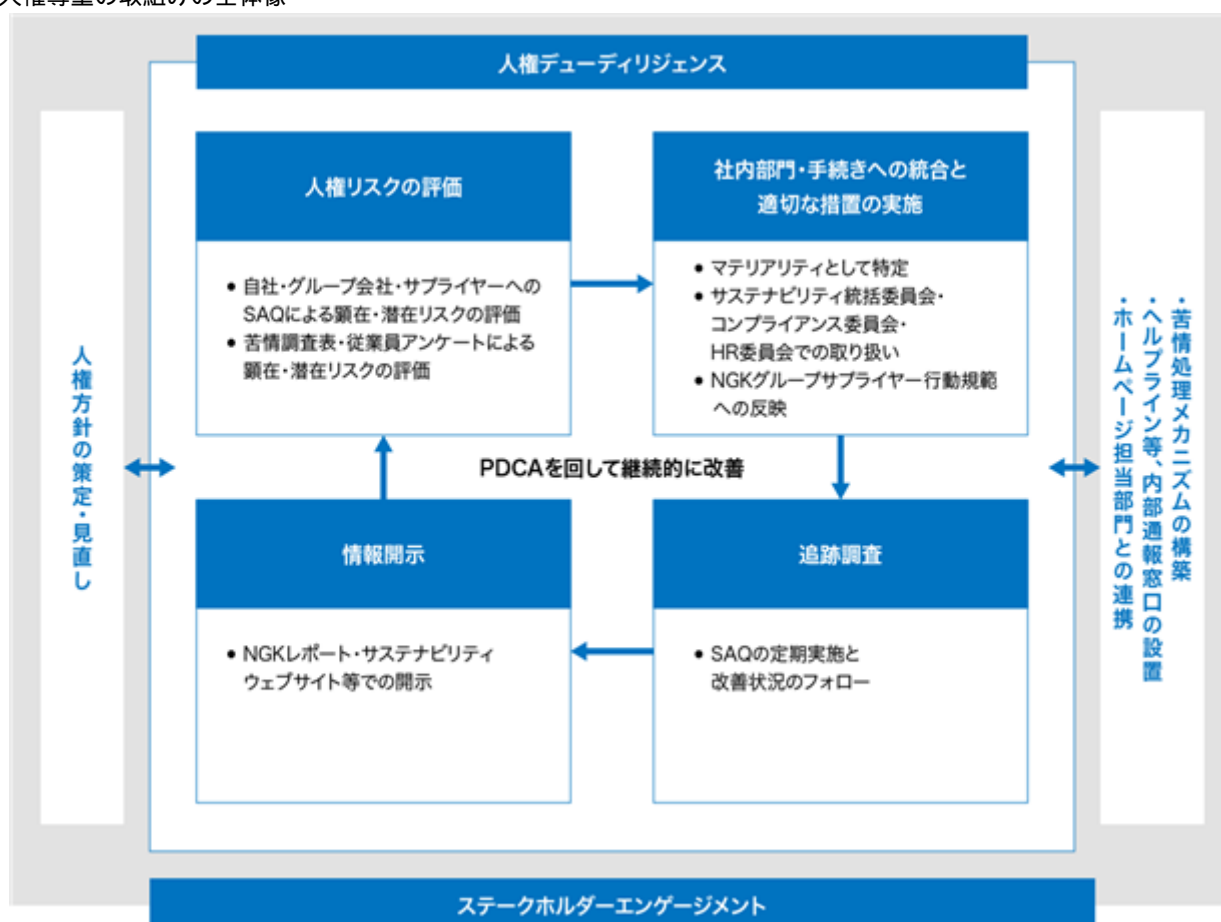 人権尊重の取組みの全体像
人権デューディリジェンス
人権方針の策定・見直し
人権リスクの評価
• 自社・グループ会社・サプライヤーへの
SAQによる顕在・潜在リスクの評価
• 苦情調査表・従業員アンケートによる
顕在・潜在リスクの評価
社内部門・手続きへの統合と
適切な措置の実施
• マテリアリティとして特定
• サステナビリティ統括委員会・
コンプライアンス委員会・
HR委員会での取り扱い
• NGKグループサプライヤー行動規範
への反映
PDCAを回して継続的に改善
情報開示
• NGKレポート・サステナビリティ
ウェブサイト等での開示
追跡調査
• SAQの定期実施と
改善状況のフォロー
・苦情処理メカニズムの構築
・ヘルプライン等、内部通報窓口の設置
・ホームページ担当部門との連携
ステークホルダーエンゲージメント